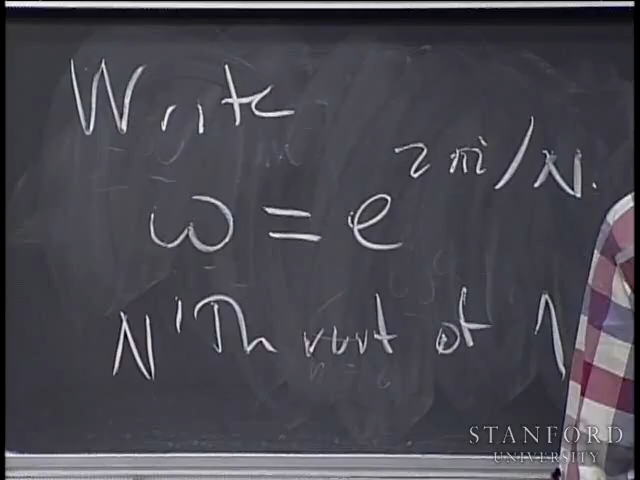 Write
ω = e^{2πi/N}.
N'Th root of 1
STANFORD
UNIVERSITY